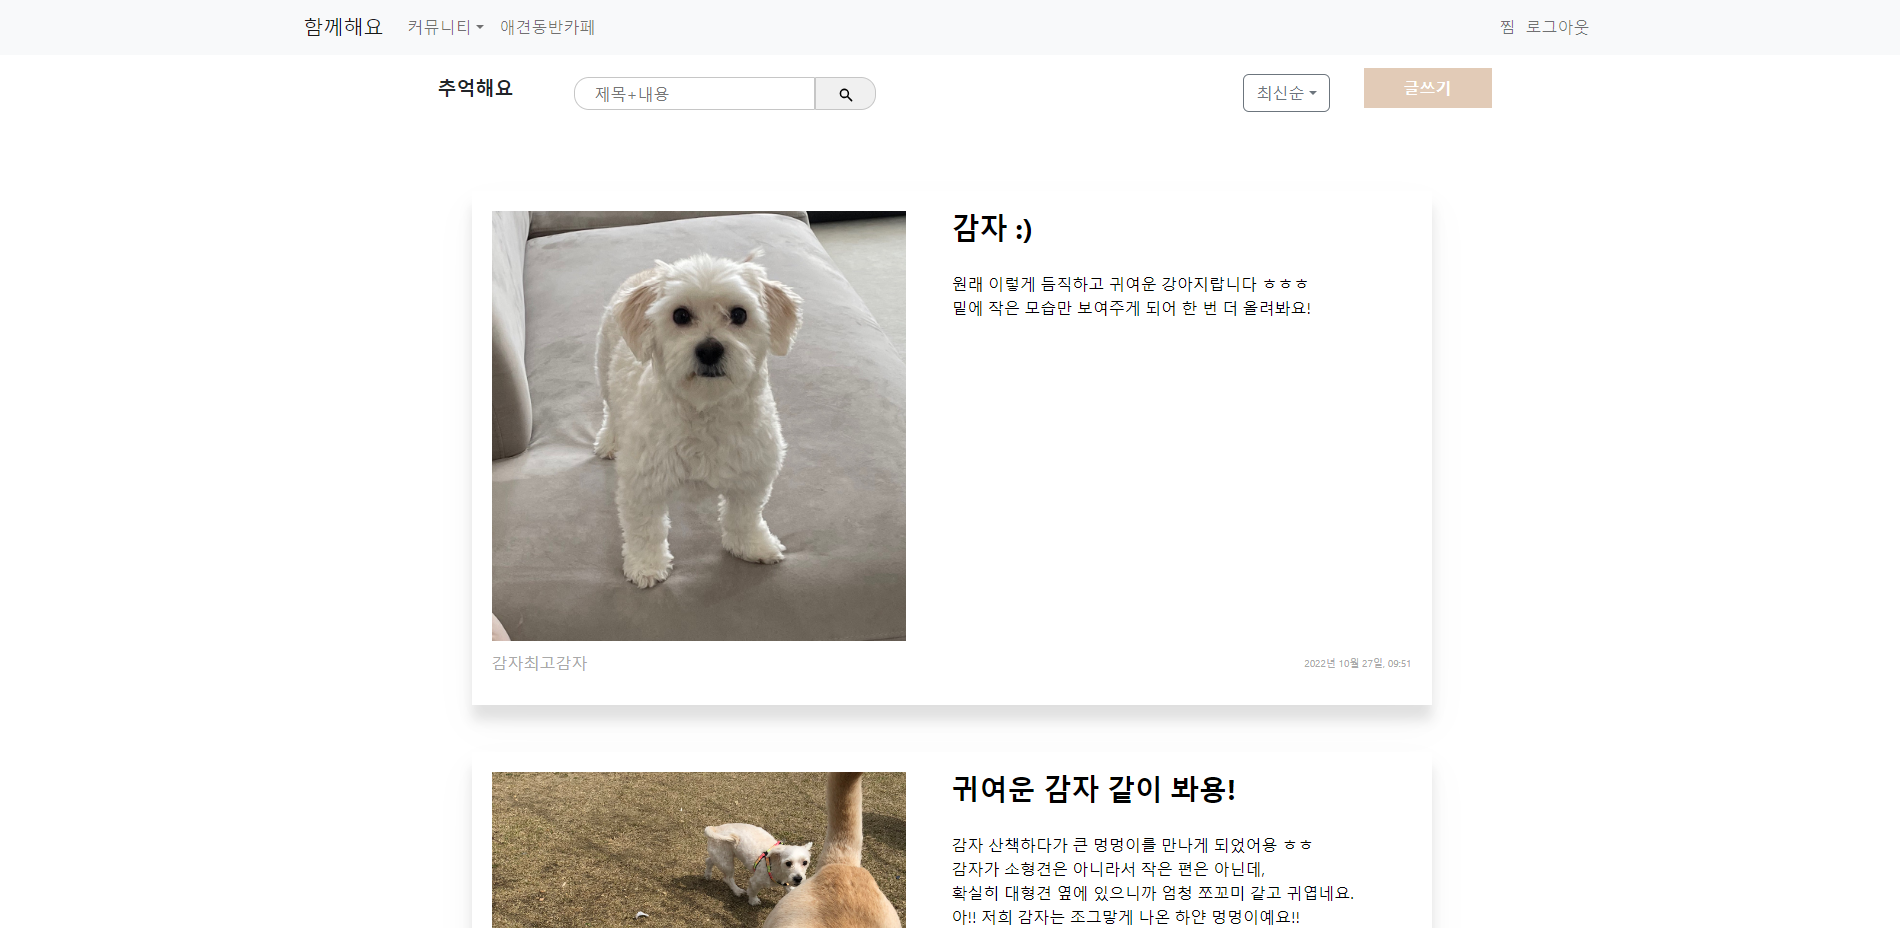 함께해요 커뮤니티 애견동반카페 찜 로그아웃
추억해요 제목+내용 최신순 글쓰기
감자 :)
원래 이렇게 듬직하고 귀여운 강아지랍니다 ㅎㅎㅎ
밑에 작은 모습만 보여주게 되어 한 번 더 올려봐요!
감자최고감자 2022년 10월 27일, 09:51
귀여운 감자 같이 봐용!
감자 산책하다가 큰 멍멍이를 만나게 되었어용 ㅎㅎ
감자가 소형견은 아니라서 작은 편은 아닌데,
확실히 대형견 옆에 있으니까 엄청 쪼꼬미 같고 귀엽네요.
아!! 저희 감자는 조그맣게 나온 하얀 멍멍이예요!!